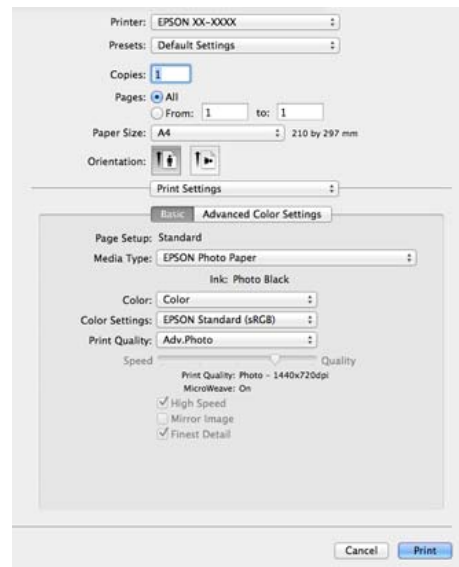 Printer: EPSON XX-XXXX
Presets: Default Settings
Copies: 1
Pages: All
From: 1 to: 1
Paper Size: A4 210 by 297 mm
Orientation:
Print Settings
Basic Advanced Color Settings
Page Setup: Standard
Media Type: EPSON Photo Paper
Ink: Photo Black
Color: Color
Color Settings: EPSON Standard (sRGB)
Print Quality: Adv.Photo
Speed Quality
Print Quality: Photo - 1440x720dpi
MicroWeave: On
High Speed
Mirror Image
Finest Detail
Cancel Print